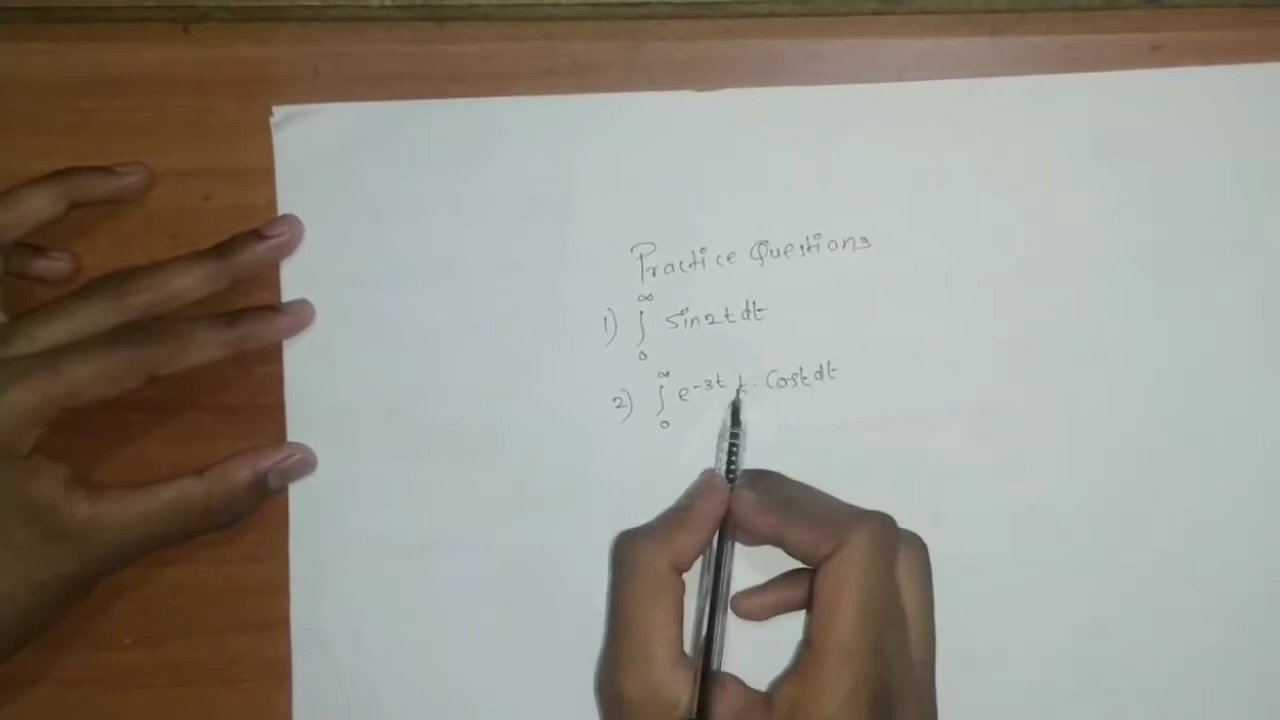 Practice Questions
1) ∫₀^∞ sin2t dt
2) ∫₀^∞ e^{-3t} t. Cost dt